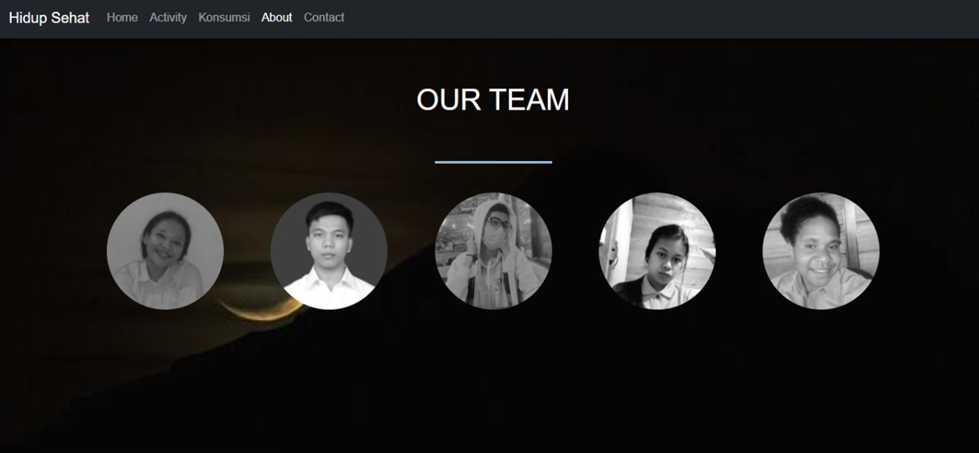 Hidup Sehat Home Activity Konsumsi About Contact
OUR TEAM